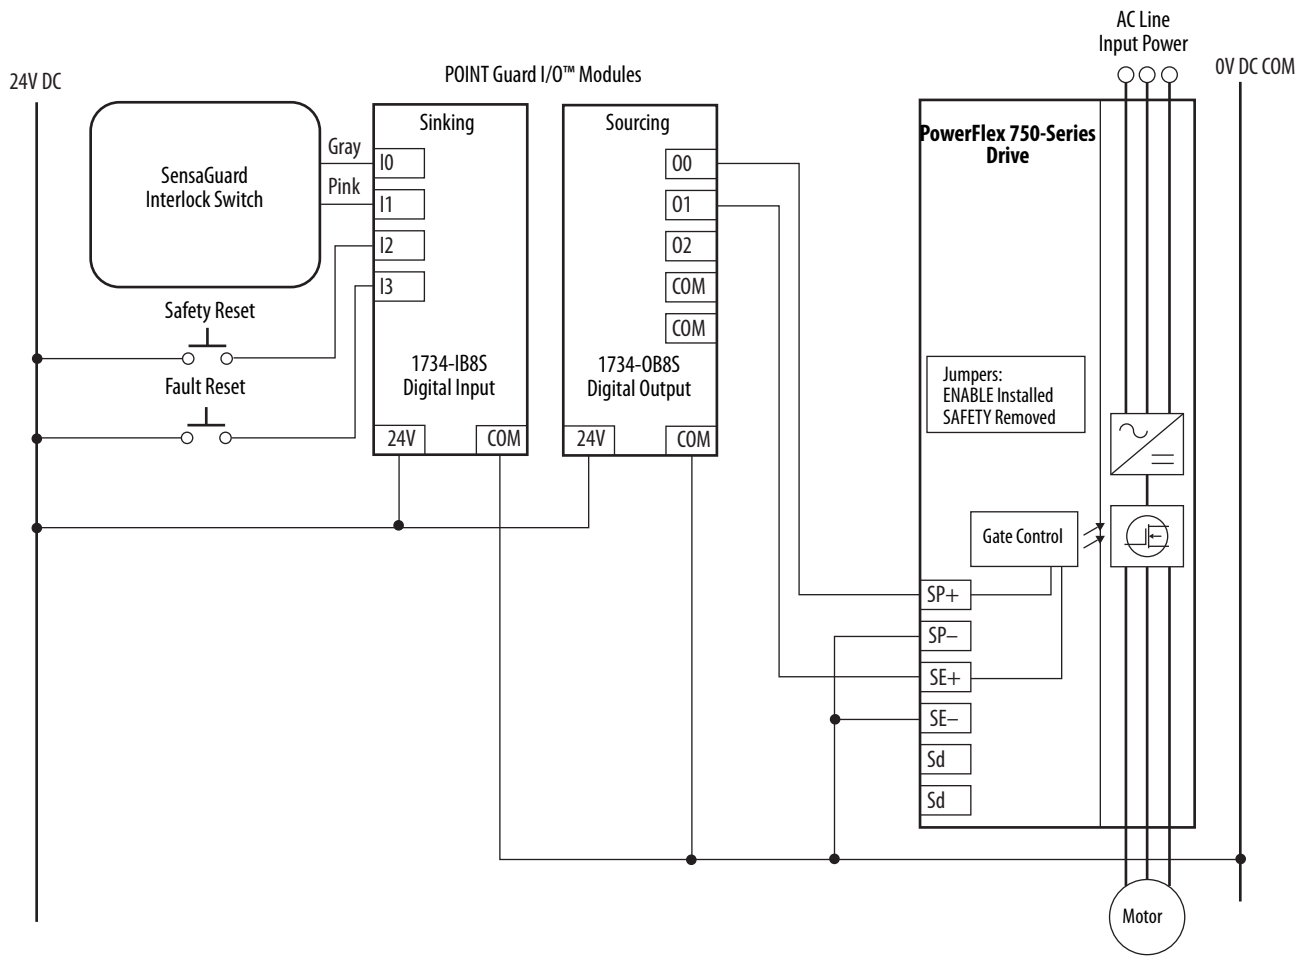 AC Line
Input Power
24V DC
POINT Guard I/O™ Modules
0V DC COM
SensaGuard
Interlock Switch
Gray
Pink
Sinking
I0
I1
I2
I3
1734-IB8S
Digital Input
24V
COM
Sourcing
O0
O1
O2
COM
COM
1734-OB8S
Digital Output
24V
COM
Safety Reset
Fault Reset
PowerFlex 750-Series
Drive
Jumpers:
ENABLE Installed
SAFETY Removed
Gate Control
SP+
SP–
SE+
SE–
Sd
Sd
Motor